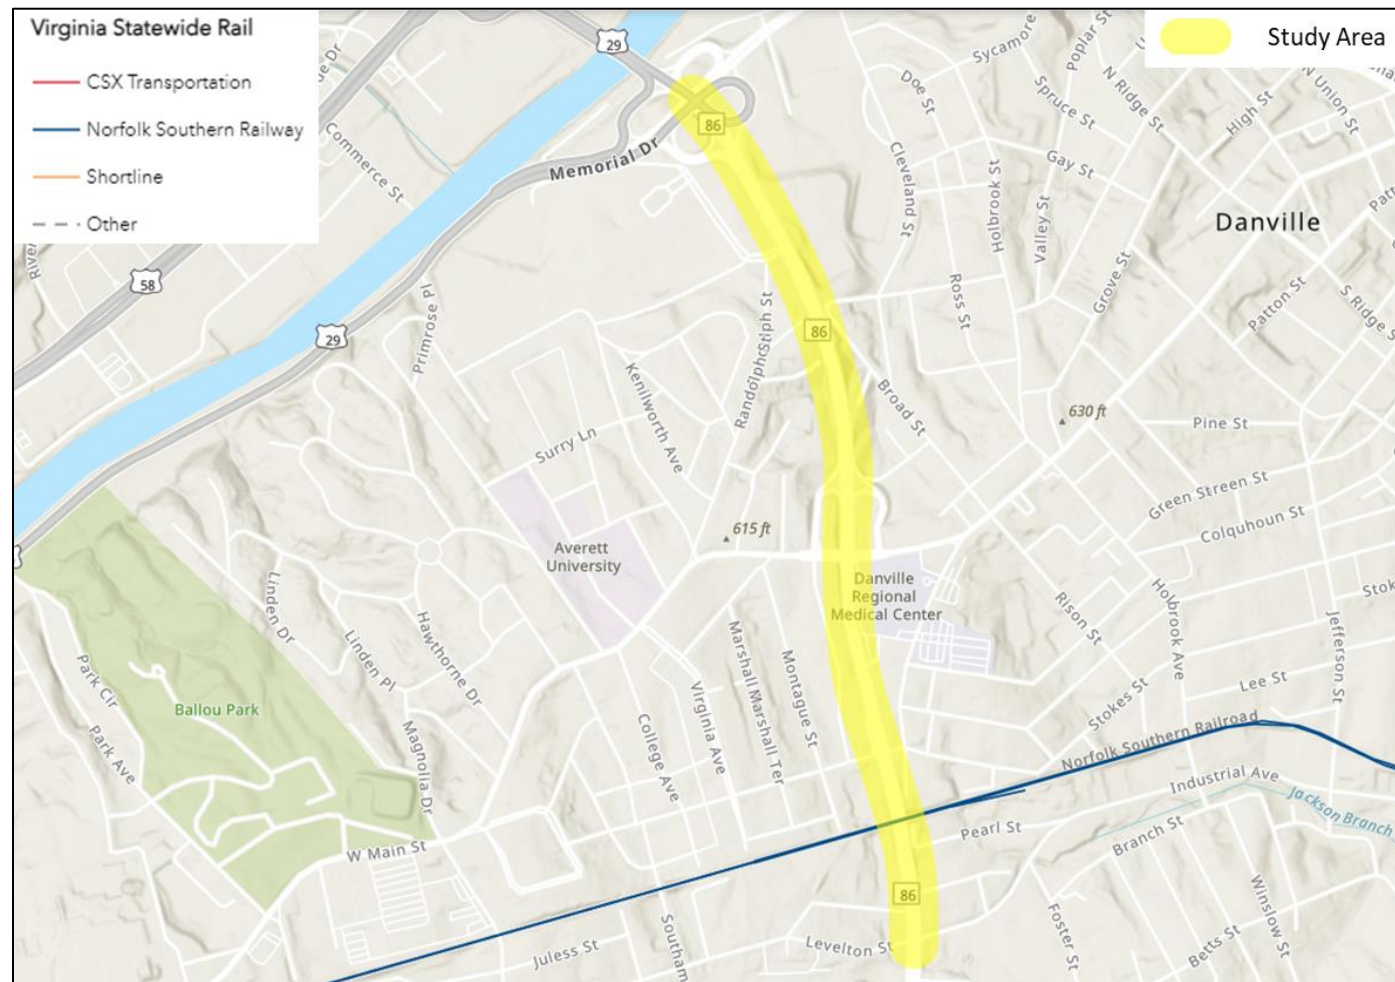 Virginia Statewide Rail
CSX Transportation
Norfolk Southern Railway
Shortline
Other
Study Area
29
86
Memorial Dr
Commerce St
58
29
Primrose Pl
Sycamore
Poplar St
Doe St
Spruce St
N Ridge St
High St
N Union St
Gay St
Cleveland St
Holbrook St
Valley St
Danville
Grove St
Ross St
Patton St
S Ridge St
Randolph St
86
Kenilworth Ave
Broad St
630 ft
Pine St
Surry Ln
Green Streen St
Colquhoun St
615 ft
Averett
University
Danville
Regional
Medical Center
Linden Dr
Linden Pl
Hawthorne Dr
Rison St
Holbrook Ave
Jefferson St
Marshall
Marshall Ter
Montague St
Virginia Ave
College Ave
Park Cir
Park Ave
Ballou Park
Magnolia Dr
Lee St
Stokes St
Norfolk Southern Railroad
Industrial Ave
Jackson Branch
Pearl St
Branch St
W Main St
86
Juless St
Southam
Levelton St
Foster St
Betts St
Winslow St